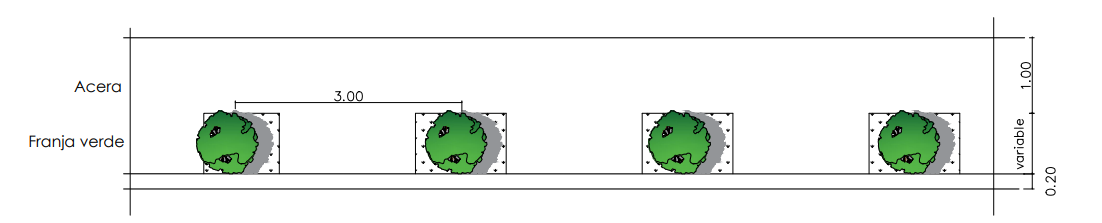 Acera
3.00
1.00
Franja verde
variable
0.20